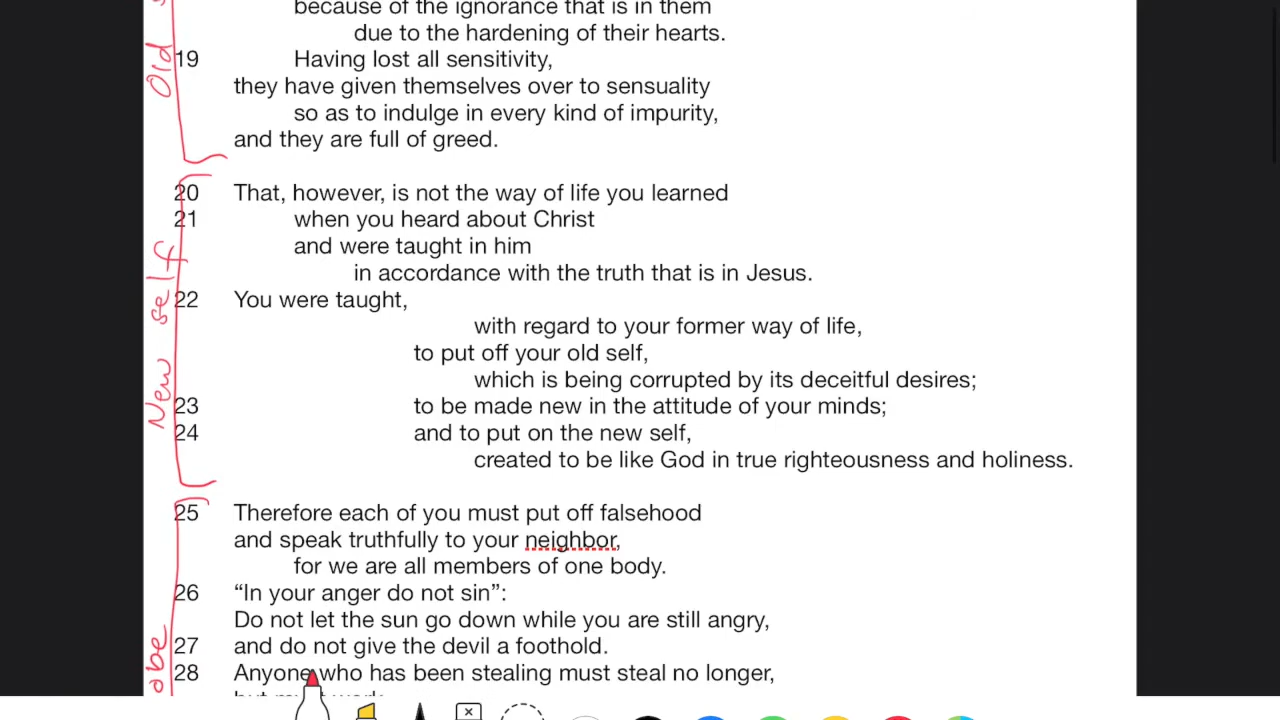 because of the ignorance that is in them
due to the hardening of their hearts.
Old
19 Having lost all sensitivity,
they have given themselves over to sensuality
so as to indulge in every kind of impurity,
and they are full of greed.
New self
20 That, however, is not the way of life you learned
21 when you heard about Christ
and were taught in him
in accordance with the truth that is in Jesus.
22 You were taught,
with regard to your former way of life,
to put off your old self,
which is being corrupted by its deceitful desires;
23 to be made new in the attitude of your minds;
24 and to put on the new self,
created to be like God in true righteousness and holiness.
25 Therefore each of you must put off falsehood
and speak truthfully to your neighbor,
for we are all members of one body.
26 “In your anger do not sin”:
Do not let the sun go down while you are still angry,
27 and do not give the devil a foothold.
28 Anyone who has been stealing must steal no longer,